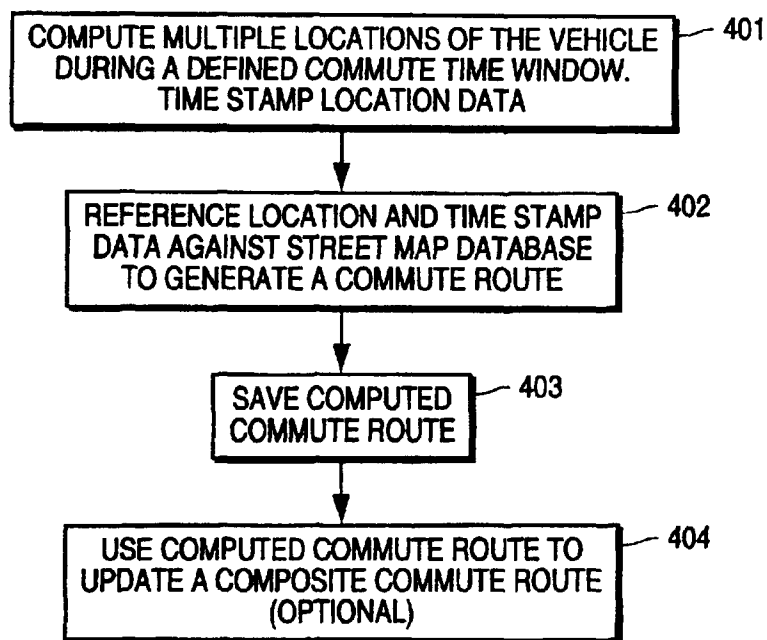 COMPUTE MULTIPLE LOCATIONS OF THE VEHICLE
DURING A DEFINED COMMUTE TIME WINDOW.
TIME STAMP LOCATION DATA
401
REFERENCE LOCATION AND TIME STAMP
DATA AGAINST STREET MAP DATABASE
TO GENERATE A COMMUTE ROUTE
402
SAVE COMPUTED
COMMUTE ROUTE
403
USE COMPUTED COMMUTE ROUTE TO
UPDATE A COMPOSITE COMMUTE ROUTE
(OPTIONAL)
404